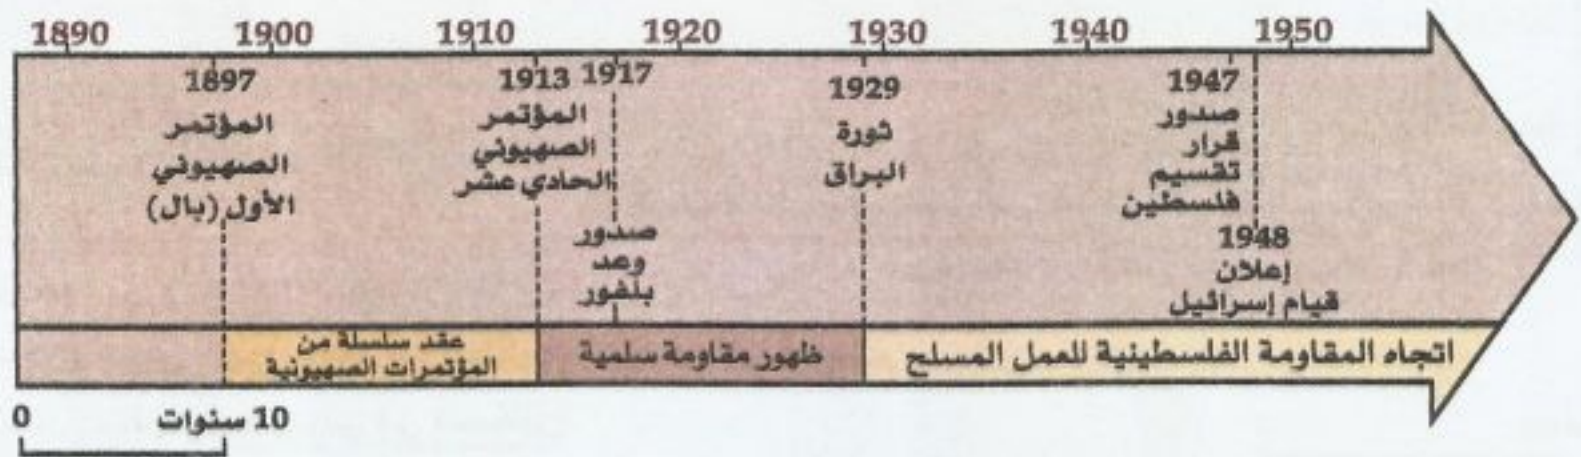 1890 1900 1910 1920 1930 1940 1950
1897
المؤتمر
الصهيوني
الأول (بال)
1913
المؤتمر
الصهيوني
الحادي عشر
1917
صدور
وعد
بلفور
1929
ثورة
البراق
1947
صدور
قرار
تقسيم
فلسطين
1948
إعلان
قيام إسرائيل
عقد سلسلة من
المؤتمرات الصهيونية
ظهور مقاومة سلمية
اتجاه المقاومة الفلسطينية للعمل المسلح
0 10 سنوات